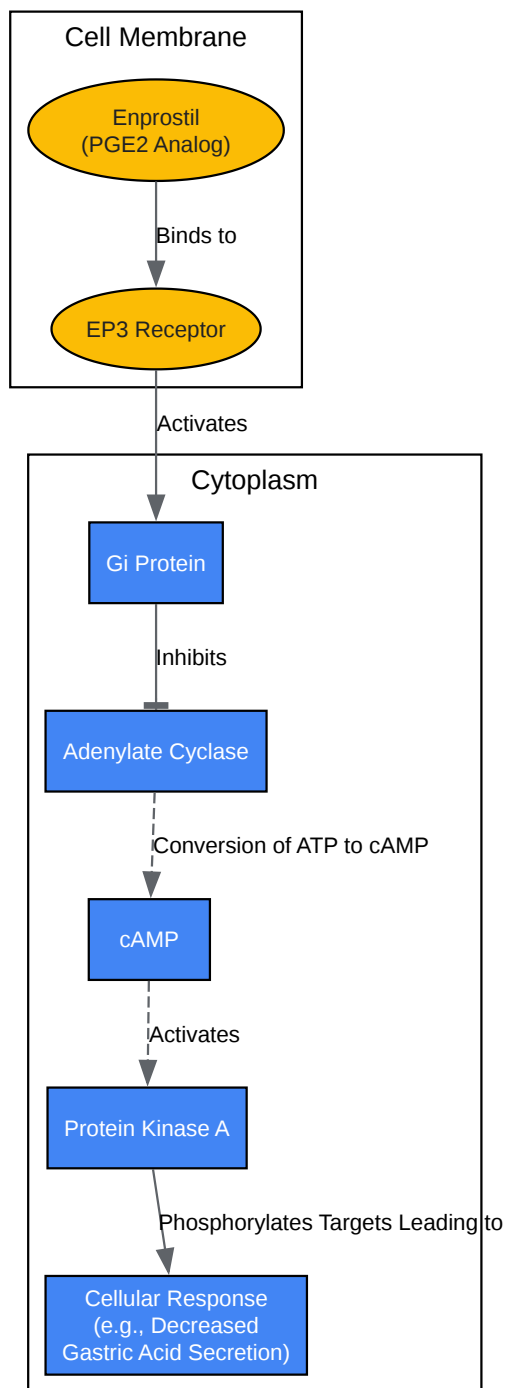 Cell Membrane
Enprostil
(PGE2 Analog)
Binds to
EP3 Receptor
Activates
Cytoplasm
Gi Protein
Inhibits
Adenylate Cyclase
Conversion of ATP to cAMP
cAMP
Activates
Protein Kinase A
Phosphorylates Targets Leading to
Cellular Response
(e.g., Decreased
Gastric Acid Secretion)